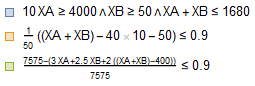 10 XA ≥ 4000 ∧ XB ≥ 50 ∧ XA + XB ≤ 1680
1/50 ((XA + XB) − 40 × 10 − 50) ≤ 0.9
7575−(3 XA+2.5 XB+2 ((XA+XB)−400))/7575 ≤ 0.9